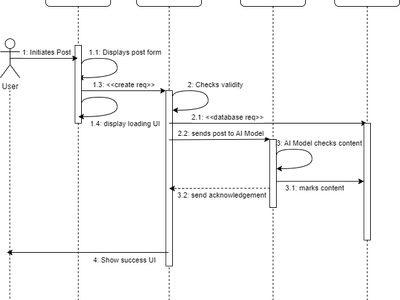 1: Initiates Post
1.1: Displays post form
1.3: <<create req>>
2: Checks validity
User
1.4: display loading UI
2.1: <<database req>>
2.2: sends post to AI Model
3: AI Model checks content
3.1: marks content
3.2: send acknowledgement
4: Show success UI